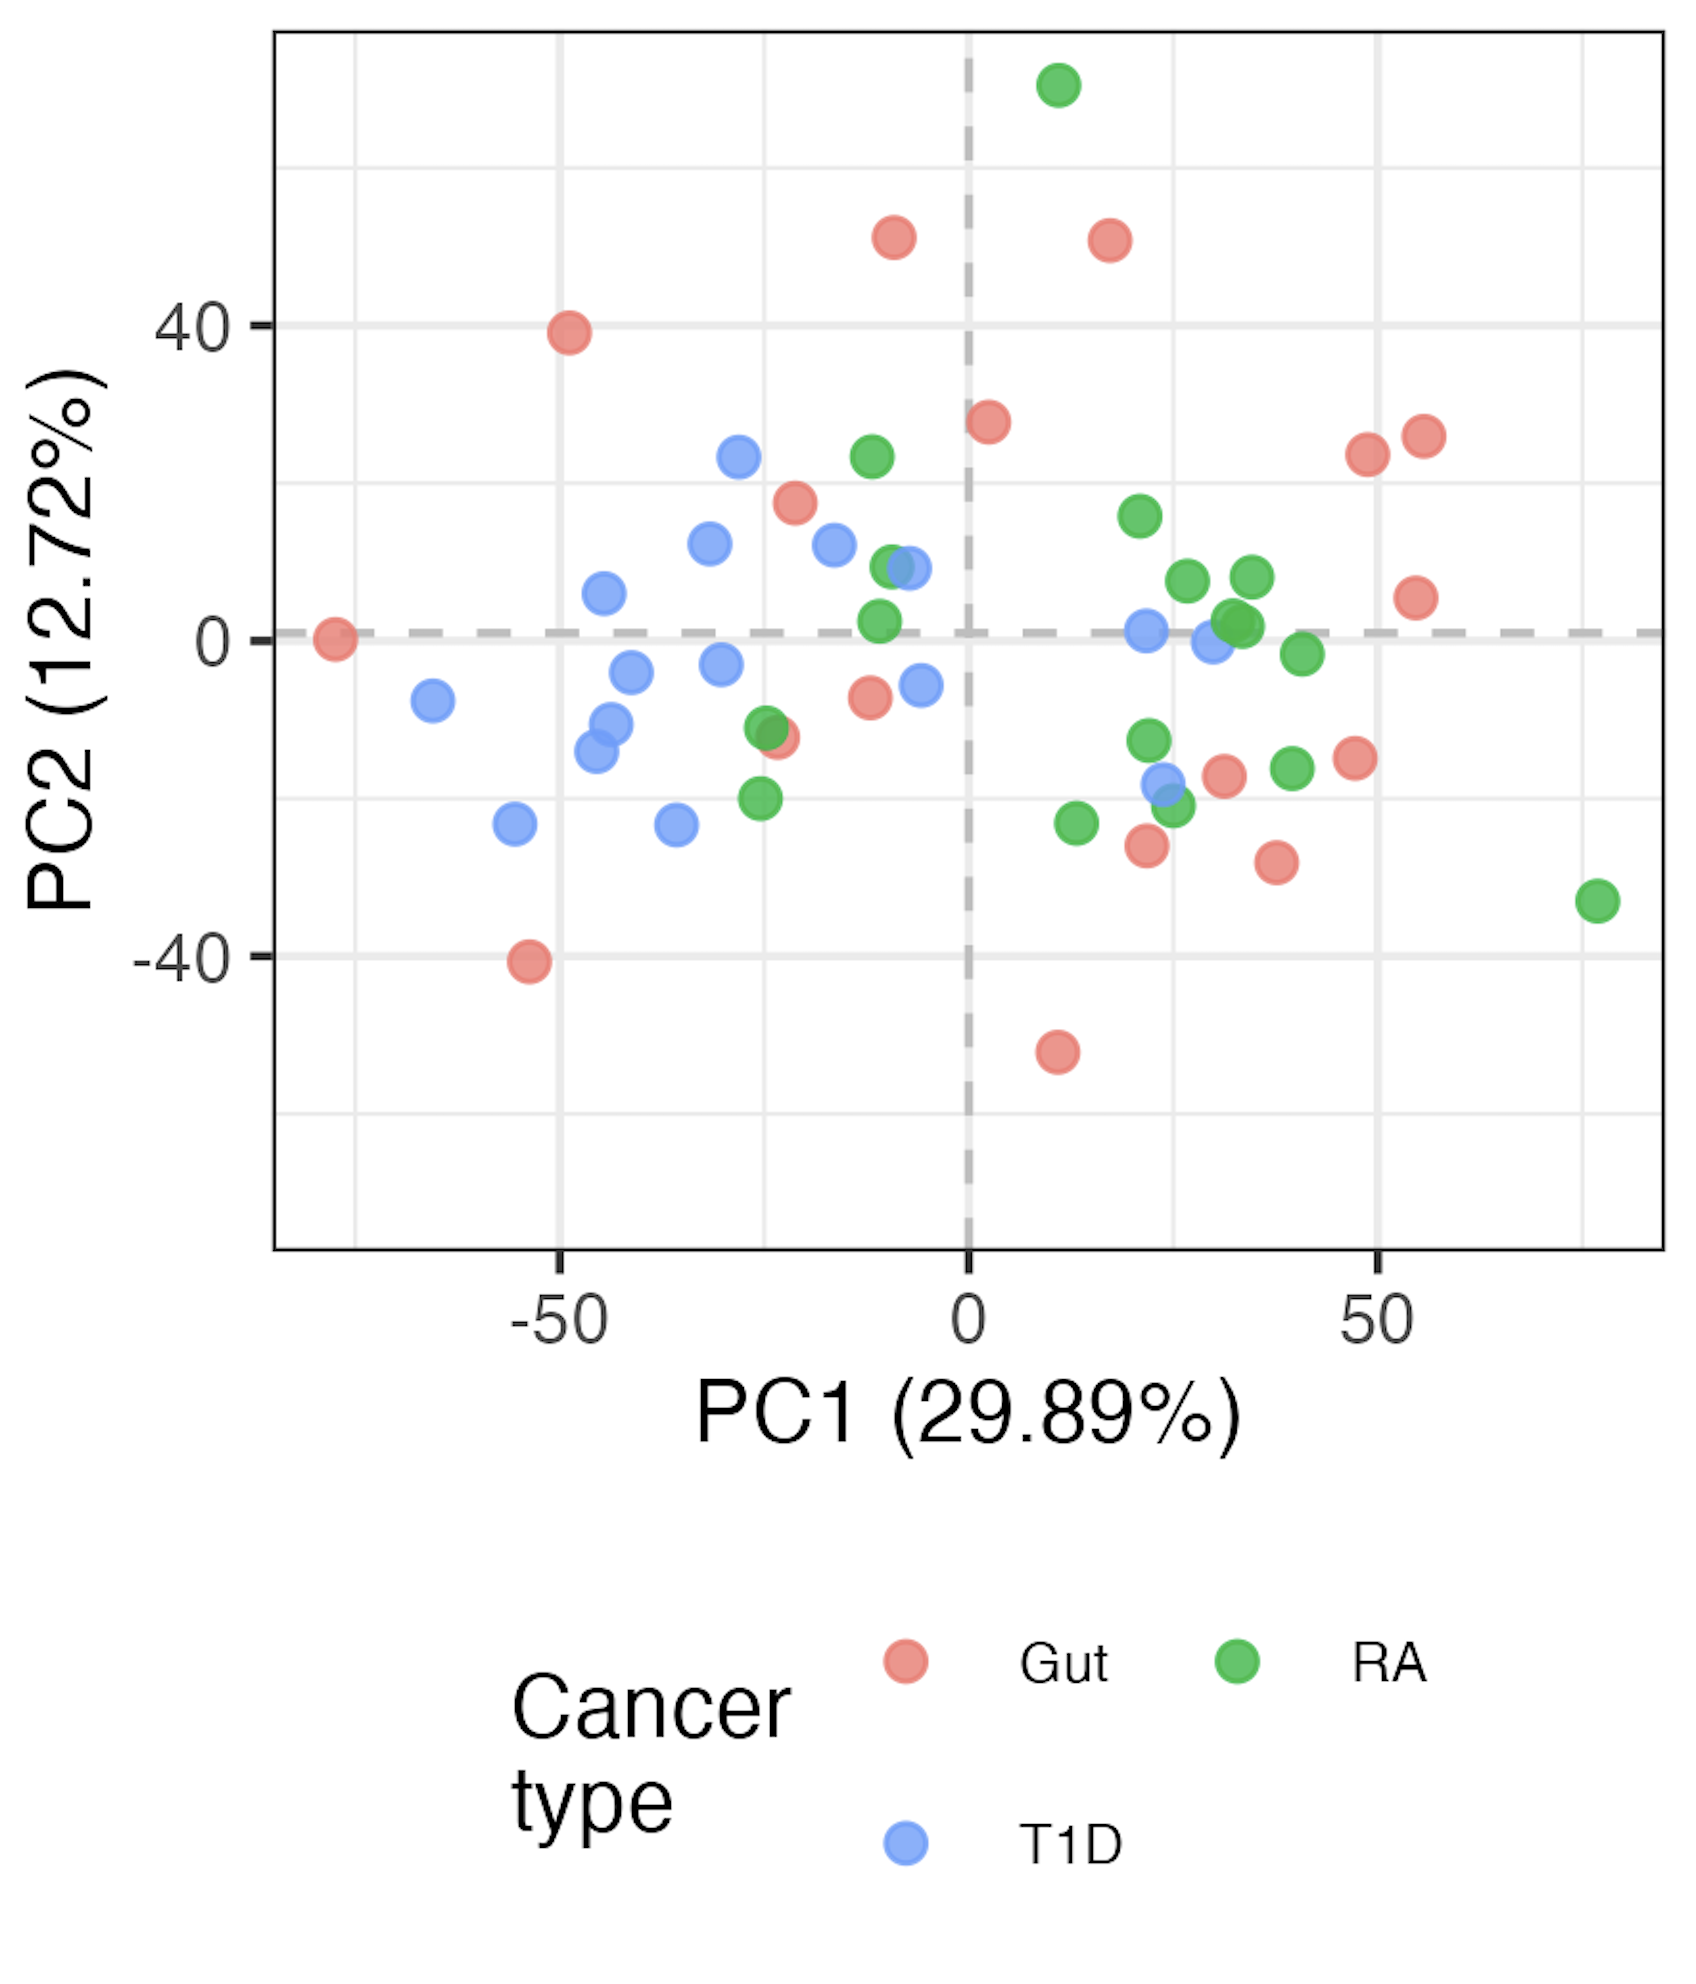 PC2 (12.72%)
40
0
-40
-50 0 50
PC1 (29.89%)
Cancer
type
Gut RA
T1D